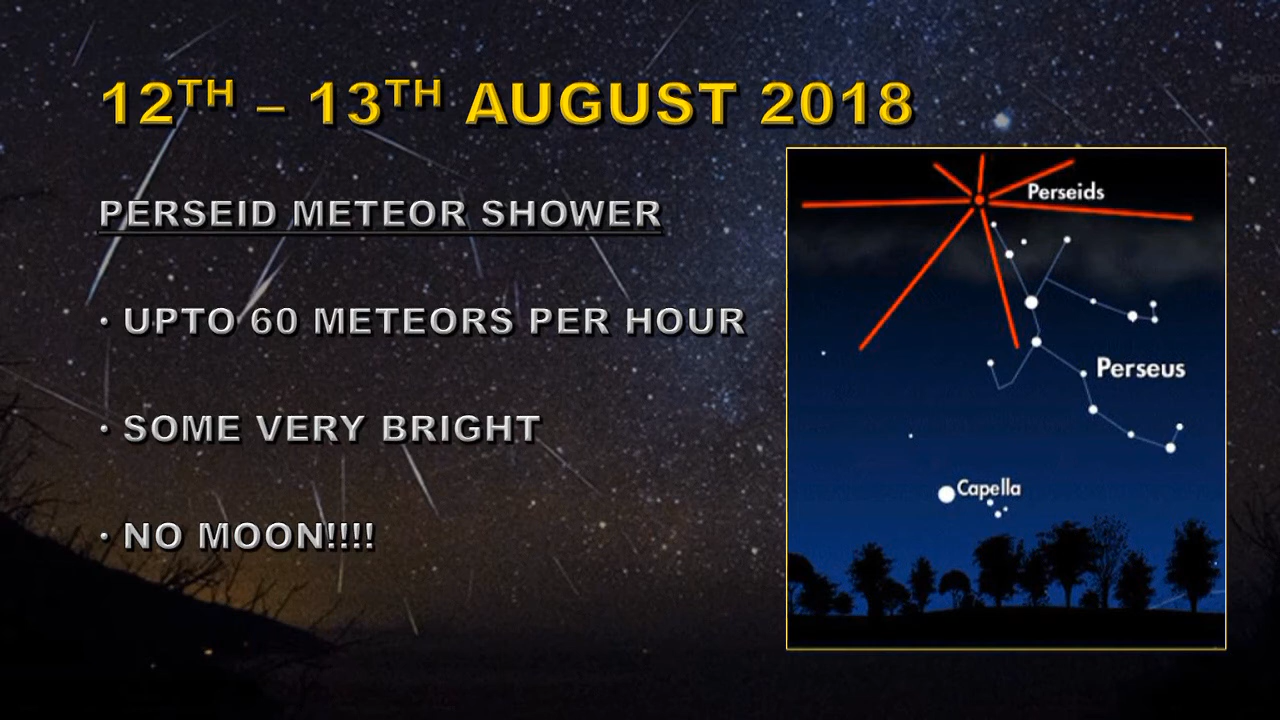 12TH – 13TH AUGUST 2018
PERSEID METEOR SHOWER
· UPTO 60 METEORS PER HOUR
· SOME VERY BRIGHT
· NO MOON!!!!
Perseids
Perseus
Capella